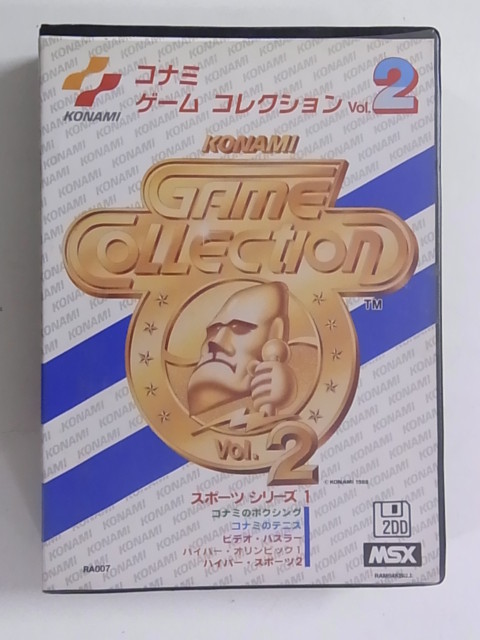 KONAMI
コナミ
ゲーム コレクション Vol.2
KONAMI
GAME
COLLECTION
TM
Vol. 2
© KONAMI 1988
スポーツ シリーズ 1
コナミのボクシング
コナミのテニス
ビデオ・ハスラー
ハイパー・オリンピック1
ハイパー・スポーツ2
2DD
MSX
RA007